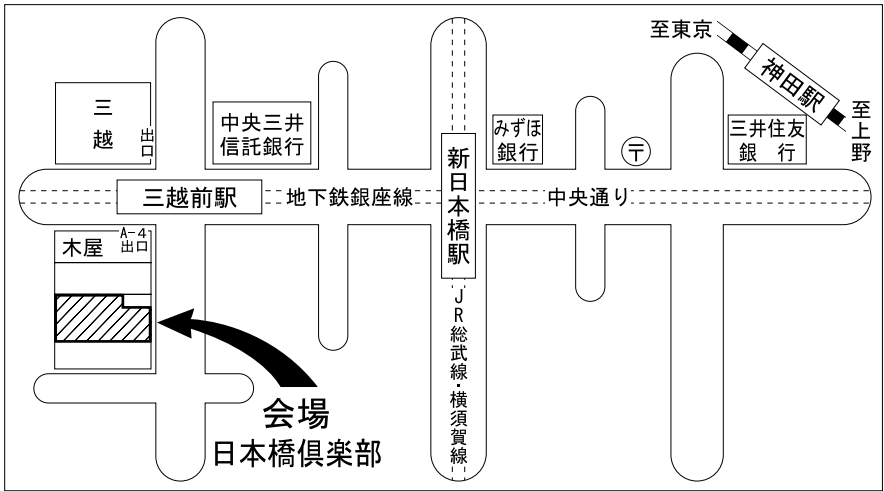 至東京
神田駅
至上野
三越
出口
中央三井
信託銀行
みずほ
銀行
〒
三井住友
銀行
三越前駅
地下鉄銀座線
新日本橋駅
中央通り
木屋
A-4
出口
JR総武線・横須賀線
会場
日本橋倶楽部